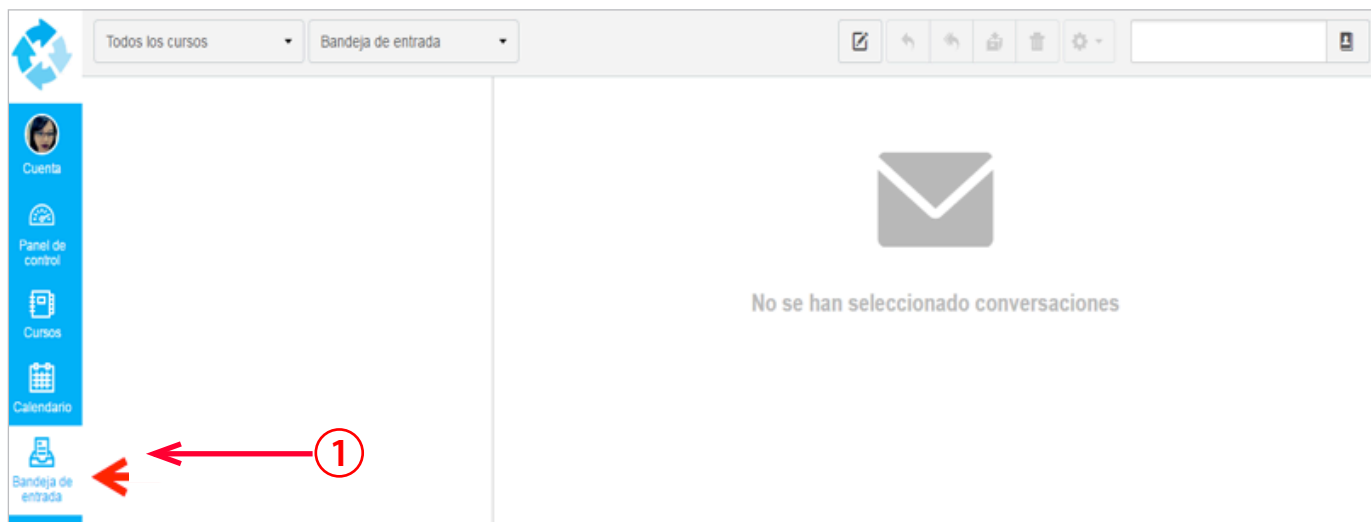 Todos los cursos
Bandeja de entrada
Cuenta
Panel de
control
Cursos
Calendario
Bandeja de
entrada
No se han seleccionado conversaciones
1